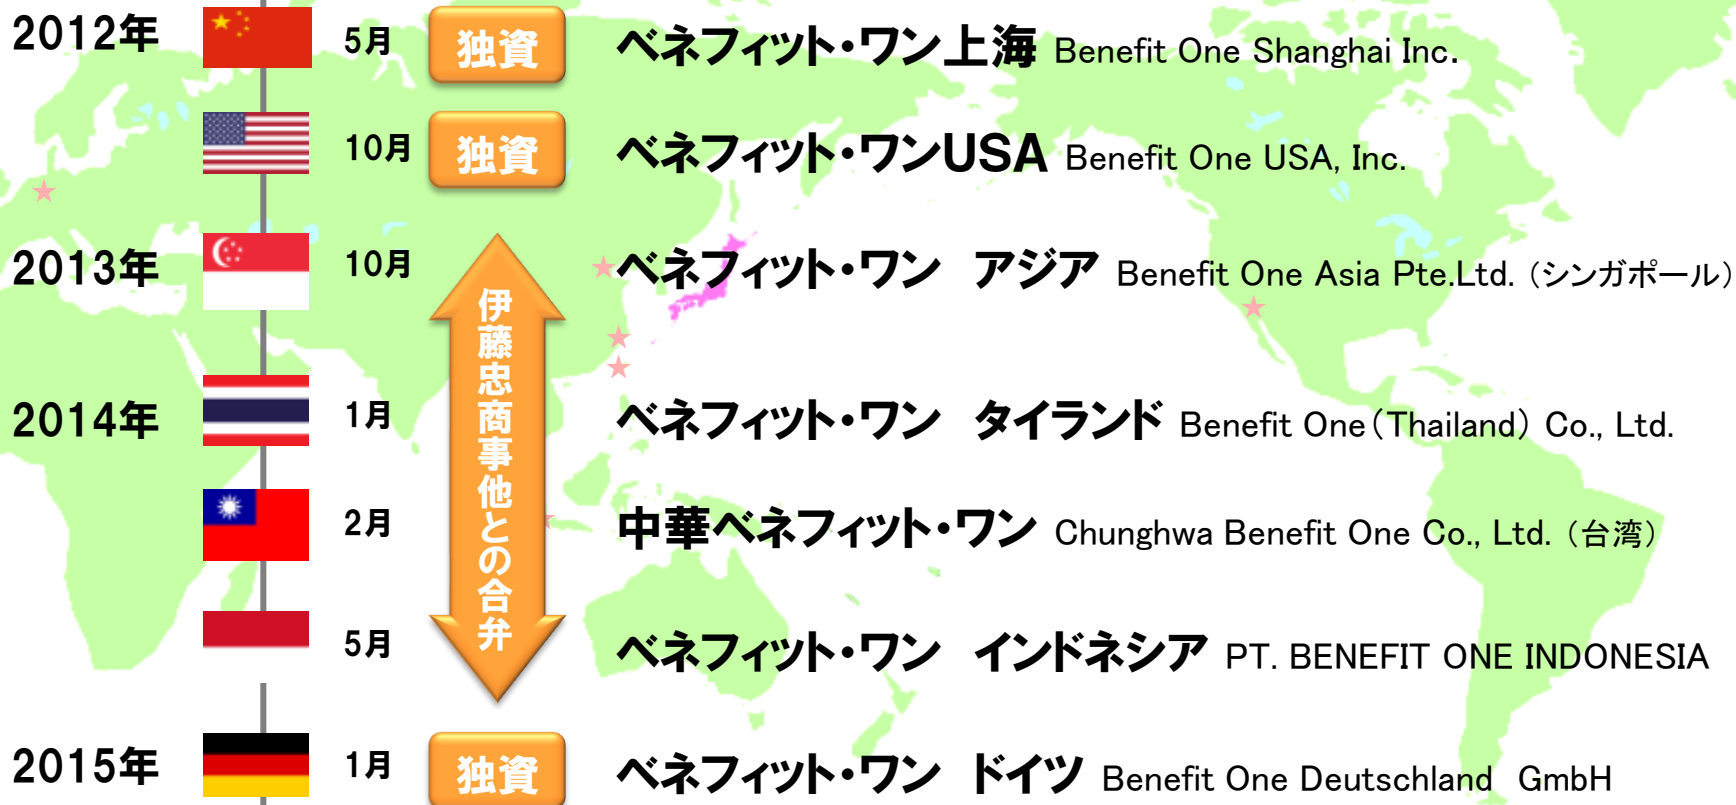 2012年 5月 独資 ベネフィット・ワン上海 Benefit One Shanghai Inc.
10月 独資 ベネフィット・ワンUSA Benefit One USA, Inc.
2013年 10月 ベネフィット・ワン　アジア Benefit One Asia Pte.Ltd.（シンガポール）
伊藤忠商事他との合弁
2014年 1月 ベネフィット・ワン　タイランド Benefit One（Thailand） Co., Ltd.
2月 中華ベネフィット・ワン Chunghwa Benefit One Co., Ltd.（台湾）
5月 ベネフィット・ワン　インドネシア PT. BENEFIT ONE INDONESIA
2015年 1月 独資 ベネフィット・ワン　ドイツ Benefit One Deutschland　GmbH